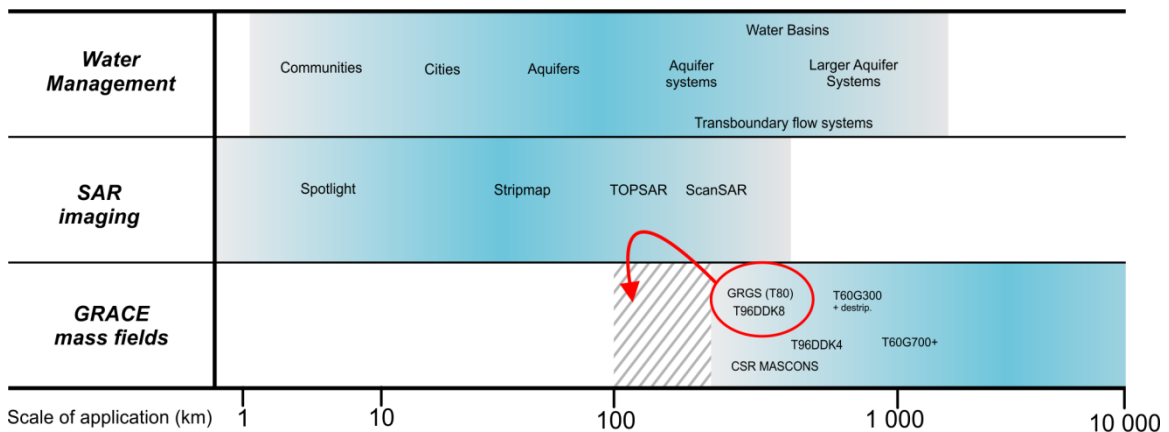 Water
Management
Communities
Cities
Aquifers
Water Basins
Aquifer
systems
Larger Aquifer
Systems
Transboundary flow systems
SAR
imaging
Spotlight
Stripmap
TOPSAR
ScanSAR
GRACE
mass fields
GRGS (T80)
T96DDK8
T60G300
+ destrip.
T96DDK4
T60G700+
CSR MASCONS
Scale of application (km)
1
10
100
1 000
10 000